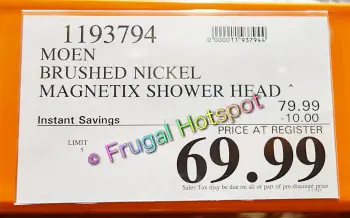 1193794
0000011937944
MOEN
BRUSHED NICKEL
MAGNETIX SHOWER HEAD ^
79.99
Instant Savings -10.00
PRICE AT REGISTER
LIMIT
5
69.99
© Frugal Hotspot
Sales Tax may be due on all or part of pre-discount price